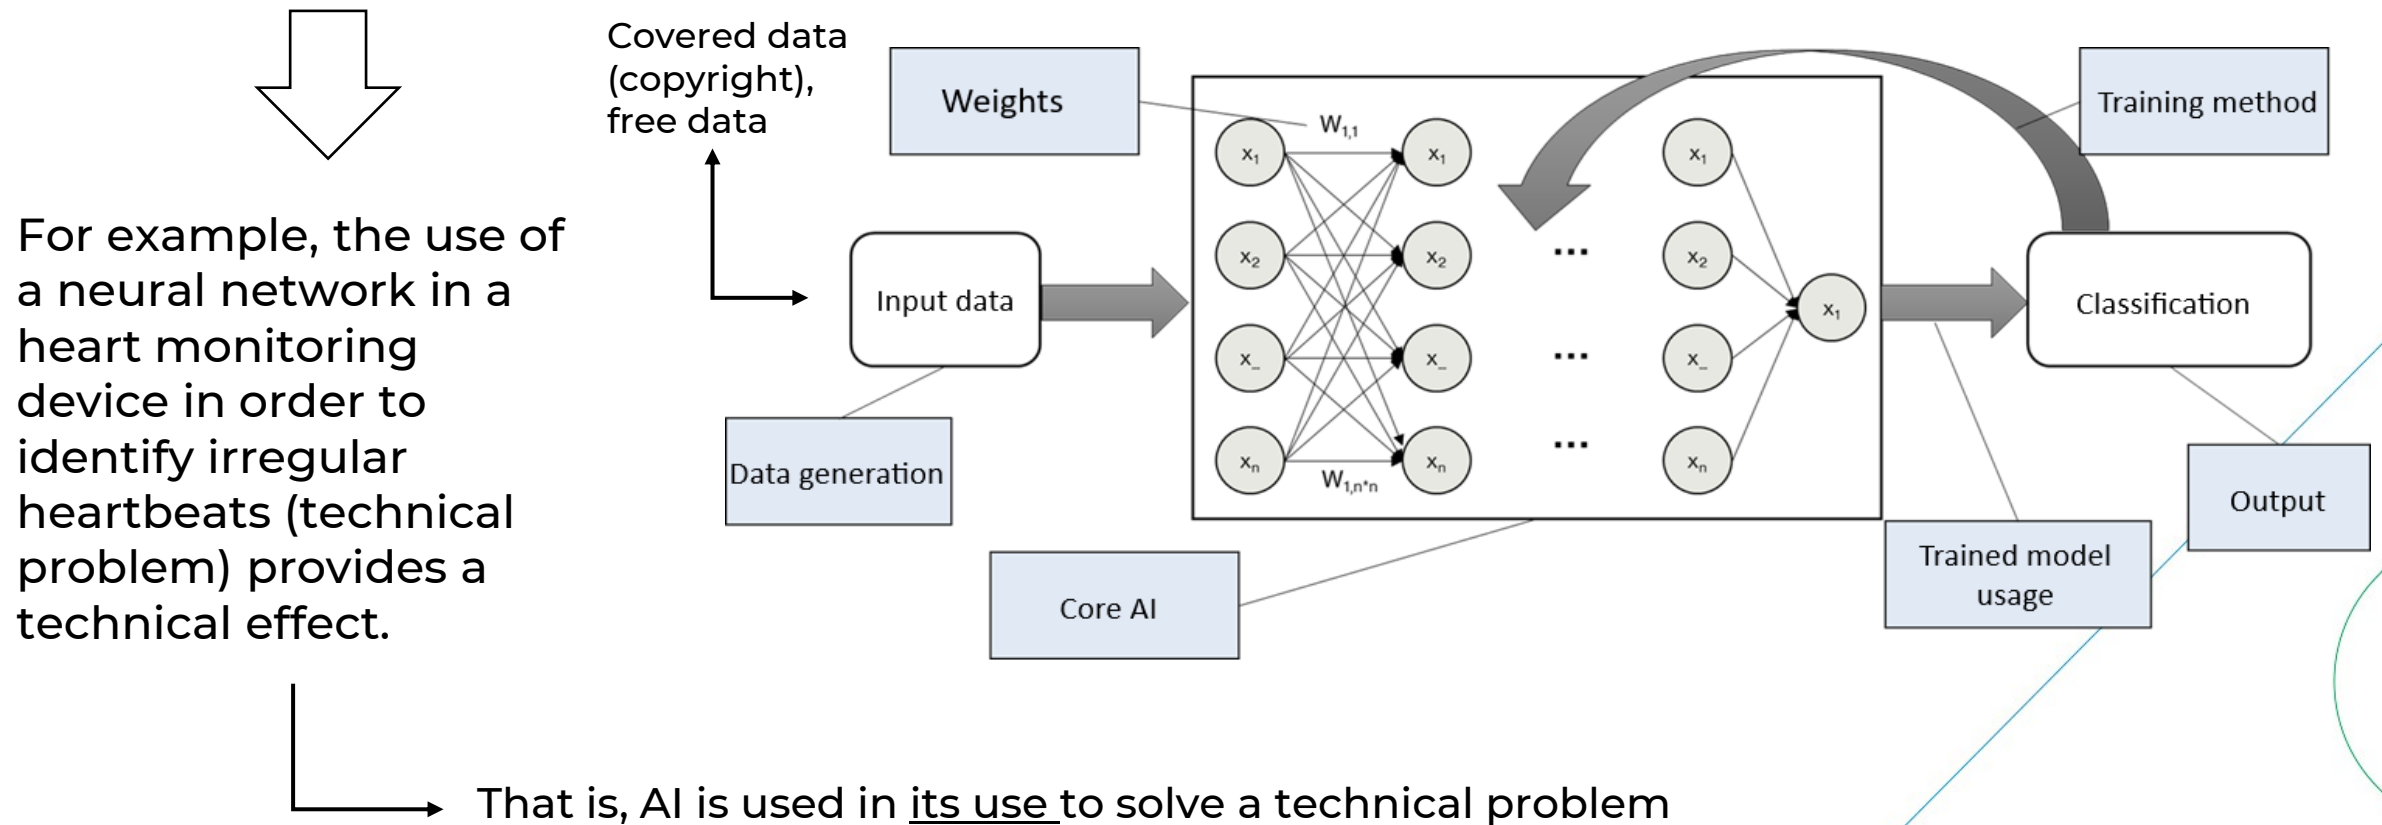 Covered data
(copyright),
free data
Weights
Training method
For example, the use of
a neural network in a
heart monitoring
device in order to
identify irregular
heartbeats (technical
problem) provides a
technical effect.
Input data
Data generation
W1,1
x1 x1 x1
x2 x2 ... x2
x1
x_ x_ ... x_
...
xn xn xn
W1,n*n
Classification
Output
Trained model
usage
Core AI
That is, AI is used in its use to solve a technical problem